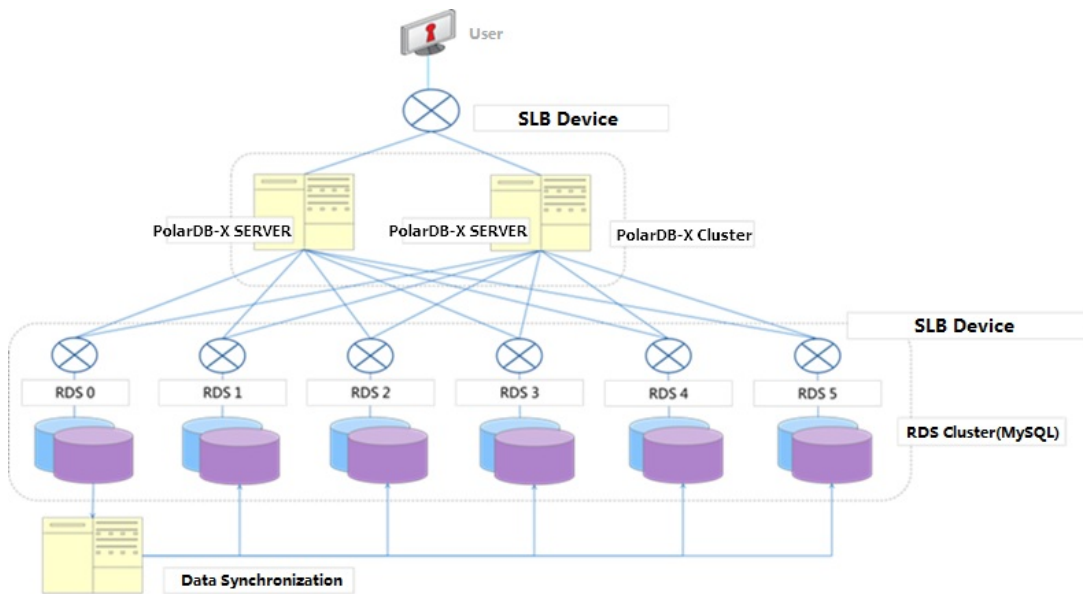 User
SLB Device
PolarDB-X SERVER
PolarDB-X SERVER
PolarDB-X Cluster
SLB Device
RDS 0
RDS 1
RDS 2
RDS 3
RDS 4
RDS 5
RDS Cluster(MySQL)
Data Synchronization